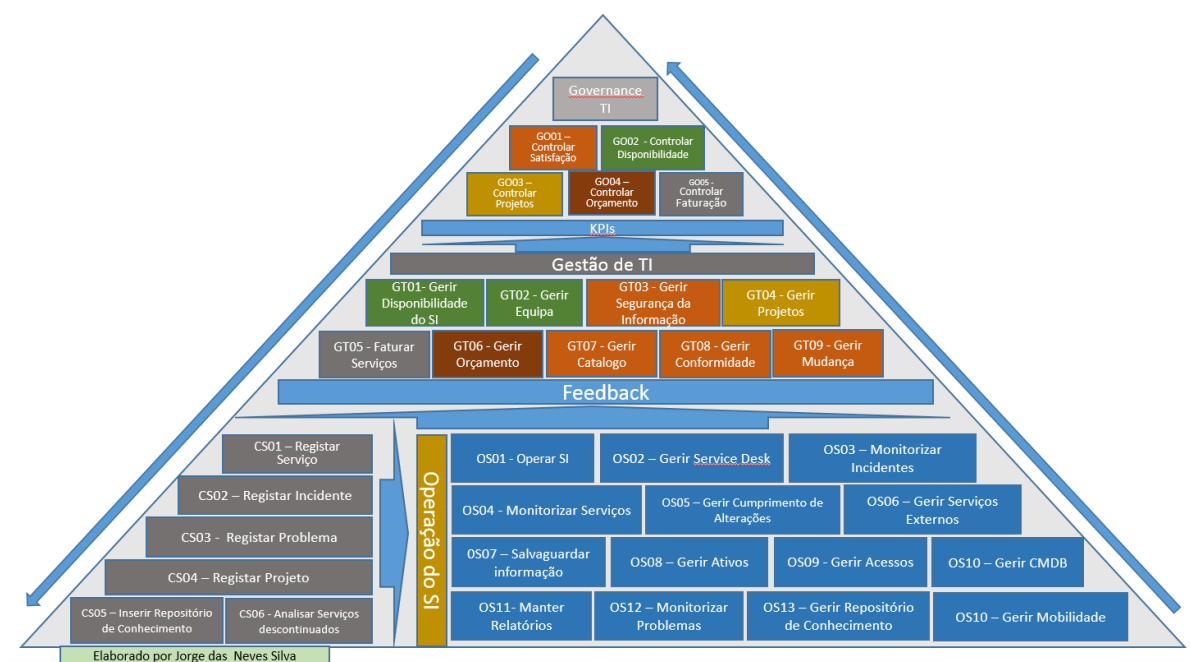 Governance
TI
GO01 –
Controlar
Satisfação
GO02 - Controlar
Disponibilidade
GO03 –
Controlar
Projetos
GO04 –
Controlar
Orçamento
GO05 -
Controlar
Faturação
KPIs
Gestão de TI
GT01- Gerir
Disponibilidade
do SI
GT02 - Gerir
Equipa
GT03 - Gerir
Segurança da
Informação
GT04 - Gerir
Projetos
GT05 - Faturar
Serviços
GT06 - Gerir
Orçamento
GT07 - Gerir
Catalogo
GT08 - Gerir
Conformidade
GT09 - Gerir
Mudança
Feedback
CS01 – Registar
Serviço
CS02 – Registar Incidente
CS03 - Registar Problema
CS04 – Registar Projeto
CS05 – Inserir Repositório
de Conhecimento
CS06 - Analisar Serviços
descontinuados
Operação do SI
OS01 - Operar SI
OS02 – Gerir Service Desk
OS03 – Monitorizar
Incidentes
OS04 - Monitorizar Serviços
OS05 – Gerir Cumprimento de
Alterações
OS06 – Gerir Serviços
Externos
0S07 – Salvaguardar
informação
OS08 – Gerir Ativos
OS09 - Gerir Acessos
OS10 – Gerir CMDB
OS11- Manter
Relatórios
OS12 – Monitorizar
Problemas
OS13 – Gerir Repositório
de Conhecimento
OS10 – Gerir Mobilidade
Elaborado por Jorge das Neves Silva